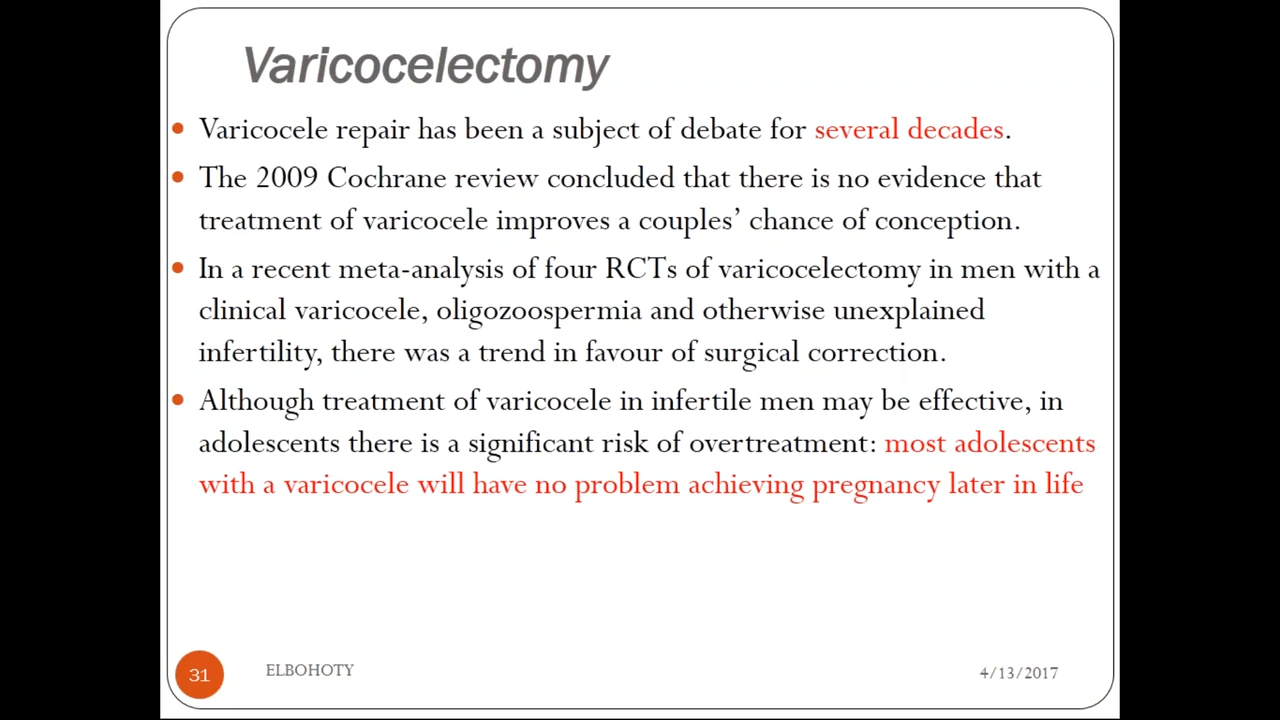 Varicocelectomy
• Varicocele repair has been a subject of debate for several decades.
• The 2009 Cochrane review concluded that there is no evidence that
treatment of varicocele improves a couples’ chance of conception.
• In a recent meta-analysis of four RCTs of varicocelectomy in men with a
clinical varicocele, oligozoospermia and otherwise unexplained
infertility, there was a trend in favour of surgical correction.
• Although treatment of varicocele in infertile men may be effective, in
adolescents there is a significant risk of overtreatment: most adolescents
with a varicocele will have no problem achieving pregnancy later in life
31
ELBOHOTY
4/13/2017